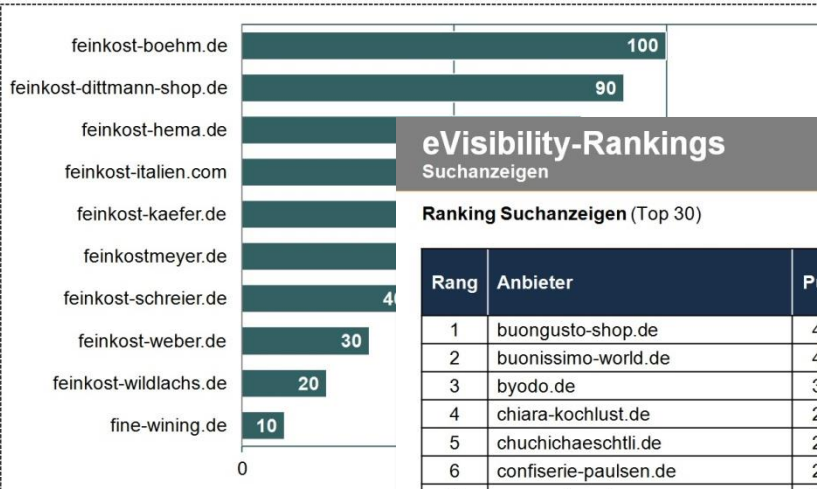 feinkost-boehm.de 100
feinkost-dittmann-shop.de 90
feinkost-hema.de
feinkost-italien.com
feinkost-kaefer.de
feinkostmeyer.de
feinkost-schreier.de
feinkost-weber.de 30
feinkost-wildlachs.de 20
fine-wining.de 10
0
eVisibility-Rankings
Suchanzeigen
Ranking Suchanzeigen (Top 30)
Rang Anbieter
1 buongusto-shop.de
2 buonissimo-world.de
3 byodo.de
4 chiara-kochlust.de
5 chuchichaeschtli.de
6 confiserie-paulsen.de